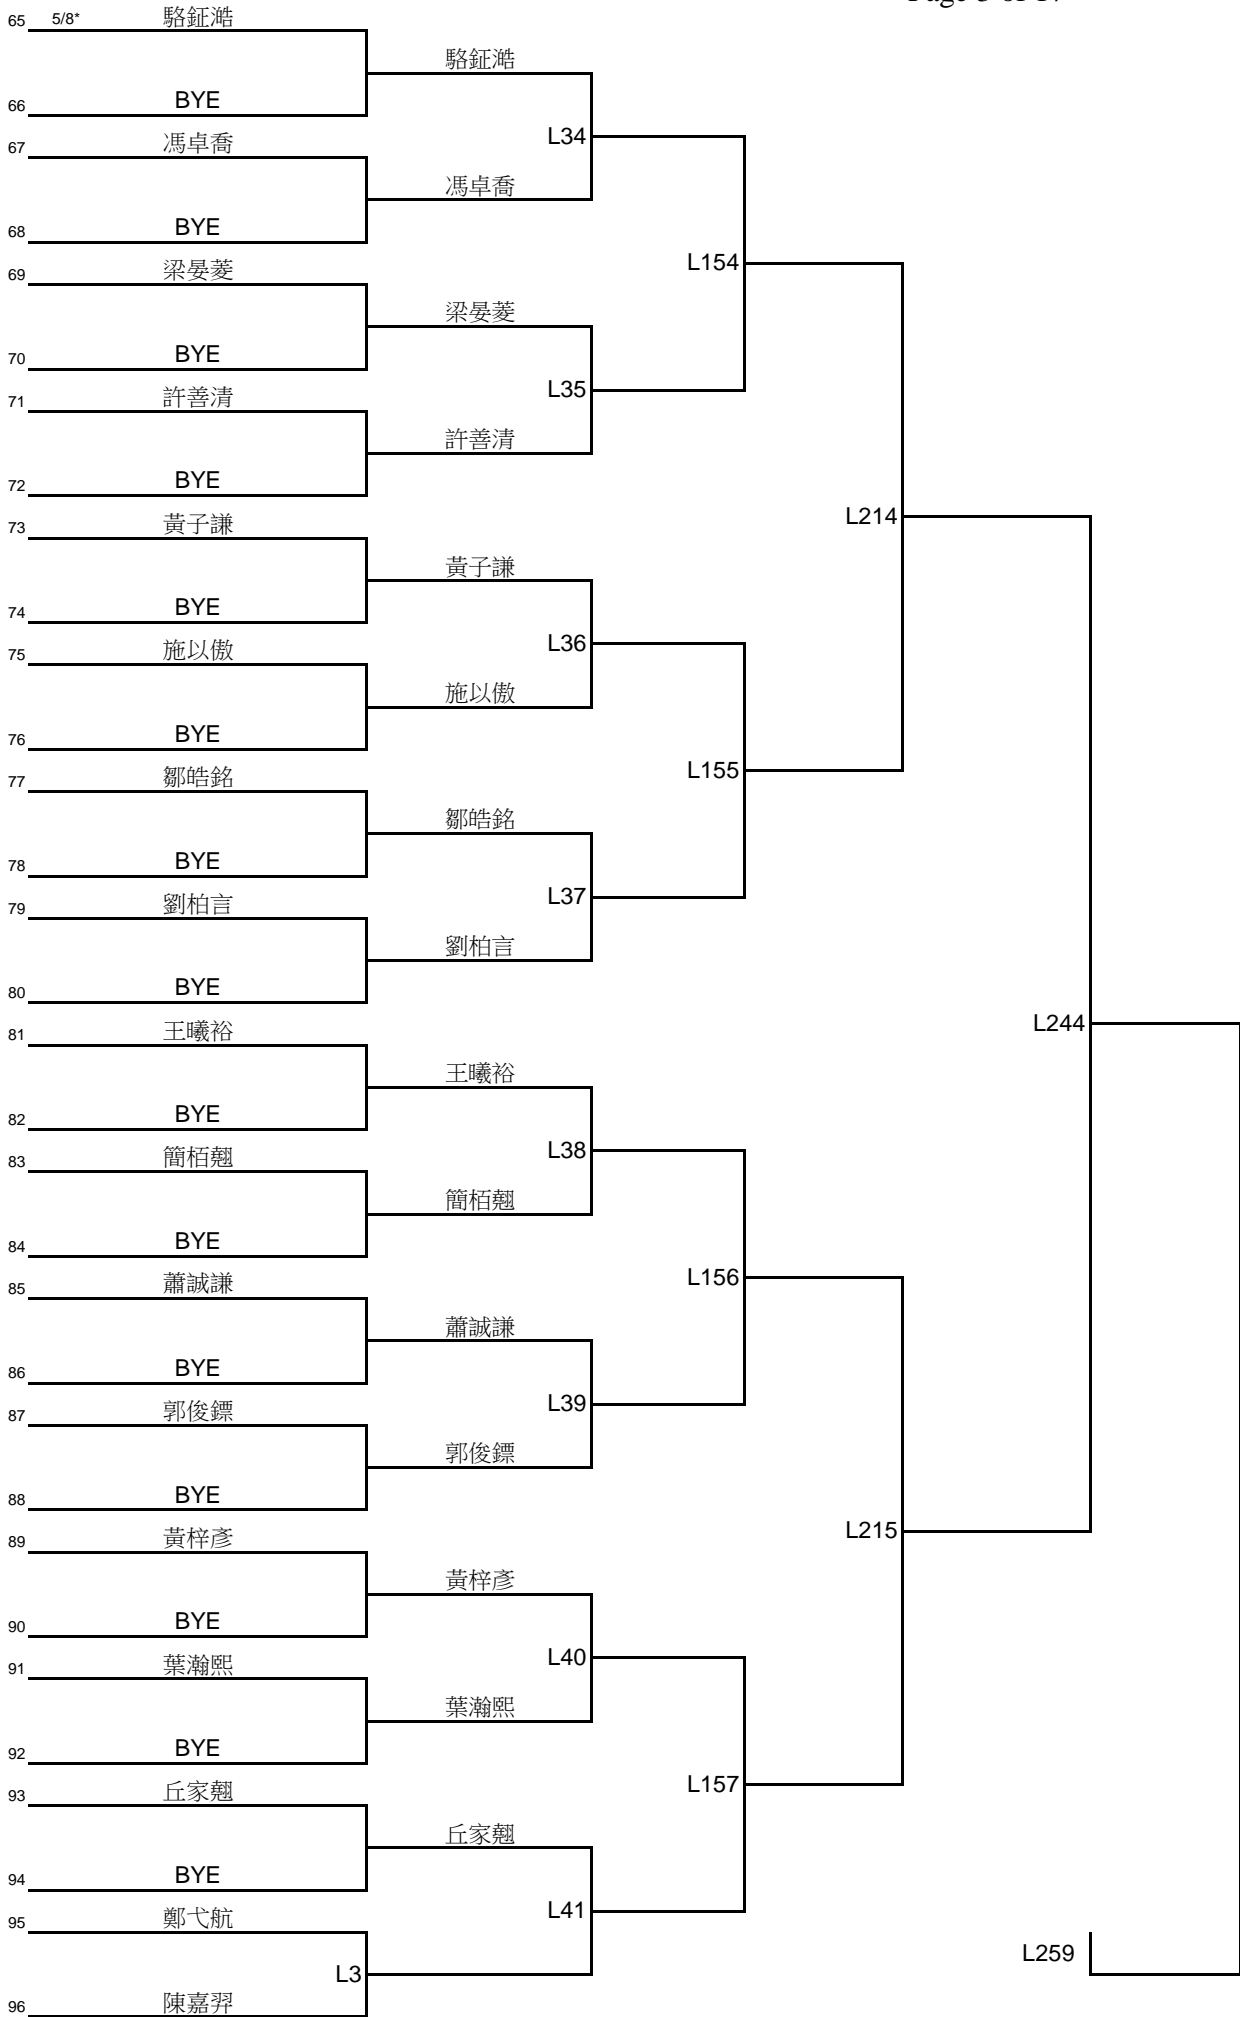 65 5/8* 駱鉦澔
駱鉦澔
66 BYE
L34
67 馮卓喬
馮卓喬
68 BYE
L154
69 梁晏菱
梁晏菱
70 BYE
L35
71 許善清
許善清
72 BYE
L214
73 黃子謙
黃子謙
74 BYE
L36
75 施以傲
施以傲
76 BYE
L155
77 鄒皓銘
鄒皓銘
78 BYE
L37
79 劉柏言
劉柏言
80 BYE
L244
81 王曦裕
王曦裕
82 BYE
L38
83 簡栢翹
簡栢翹
84 BYE
L156
85 蕭誠謙
蕭誠謙
86 BYE
L39
87 郭俊鏢
郭俊鏢
88 BYE
L215
89 黃梓彥
黃梓彥
90 BYE
L40
91 葉瀚熙
葉瀚熙
92 BYE
L157
93 丘家翹
丘家翹
94 BYE
L41
95 鄭弋航
L259
L3
96 陳嘉羿